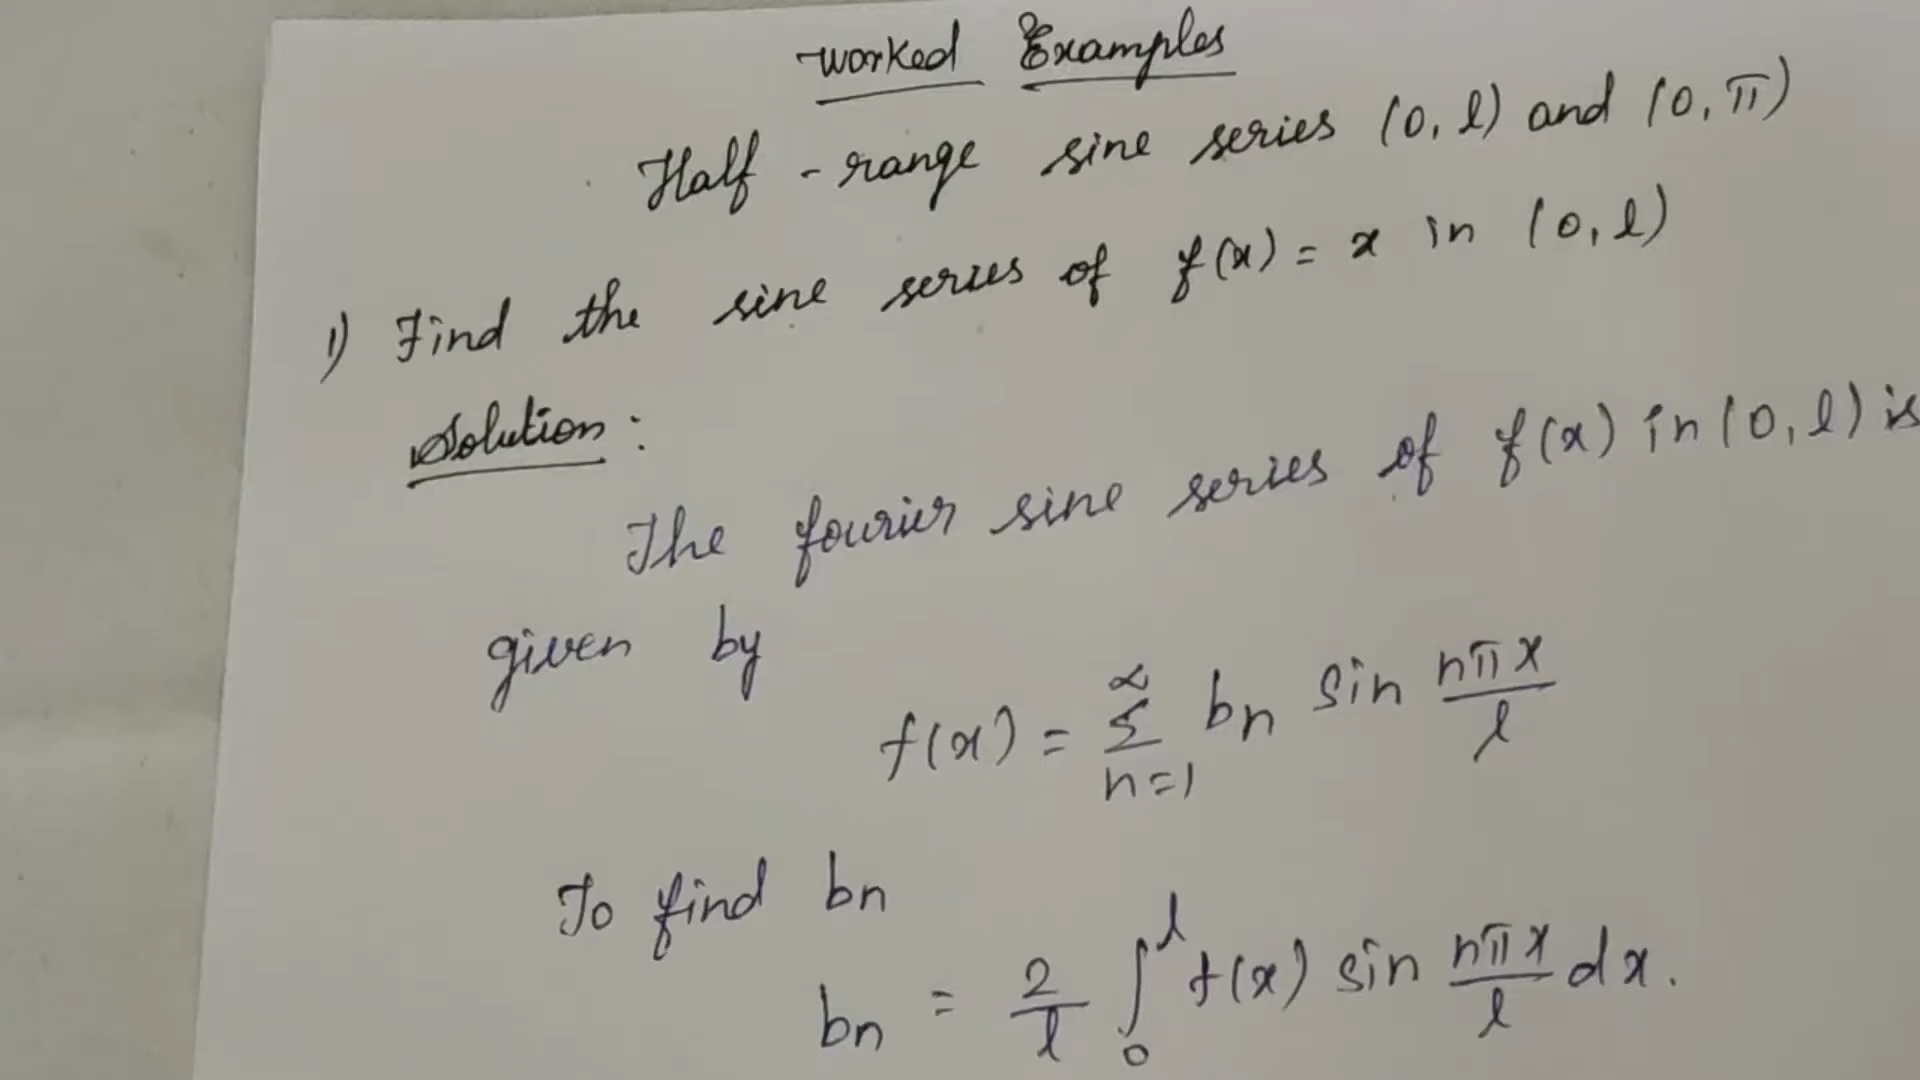 Worked Examples
Half-range sine series (0, l) and (0, π)
1) Find the sine series of f(x) = x in (0, l)
Solution:
The fourier sine series of f(x) in (0, l) is
given by
f(x) = ∑_{n=1}^{∞} bn sin nπx/l
To find bn
bn = 2/l ∫_0^l f(x) sin nπx/l dx.